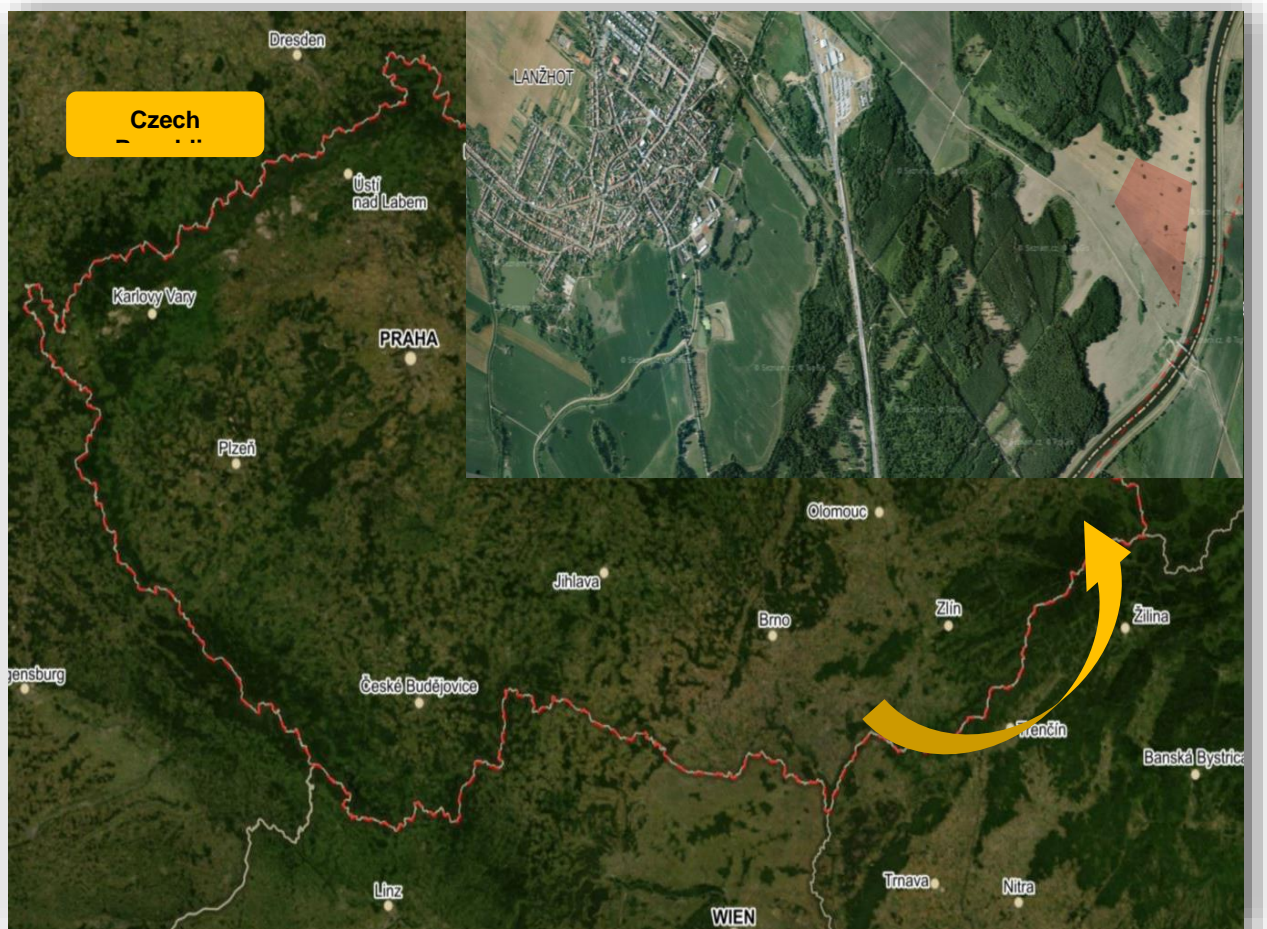 Dresden
LANŽHOT
Czech
Ústí
nad Labem
Karlovy Vary
PRAHA
Plzeň
Olomouc
Jihlava
Brno
Zlín
Žilina
gensburg
České Budějovice
Trenčín
Banská Bystrica
Trnava
Nitra
Linz
WIEN